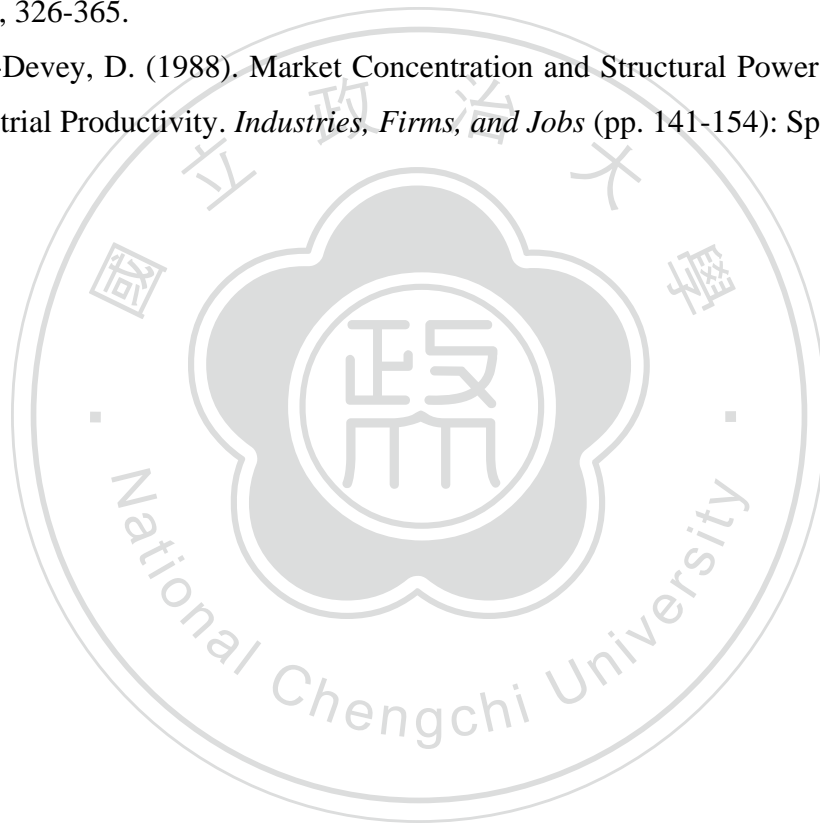 , 326-365.
-Devey, D. (1988). Market Concentration and Structural Power
trial Productivity. Industries, Firms, and Jobs (pp. 141-154): Sp
國立政治大學
政大
National Chengchi University